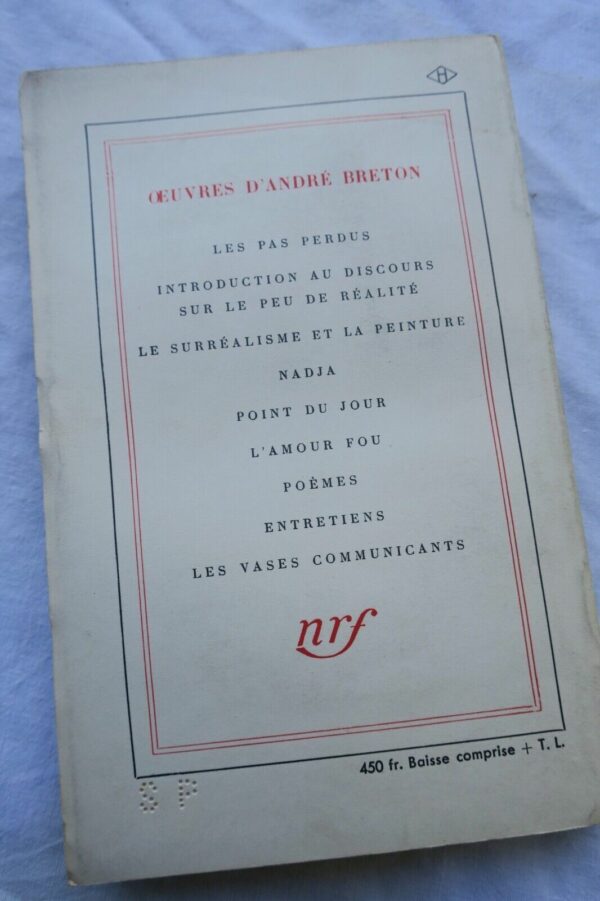 H
ŒUVRES D'ANDRÉ BRETON
LES PAS PERDUS
INTRODUCTION AU DISCOURS
SUR LE PEU DE RÉALITÉ
LE SURRÉALISME ET LA PEINTURE
NADJA
POINT DU JOUR
L'AMOUR FOU
POÈMES
ENTRETIENS
LES VASES COMMUNICANTS
nrf
450 fr. Baisse comprise + T. L.
S P